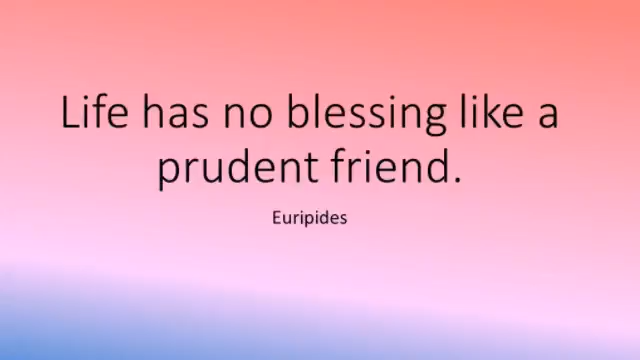 Life has no blessing like a
prudent friend.
Euripides